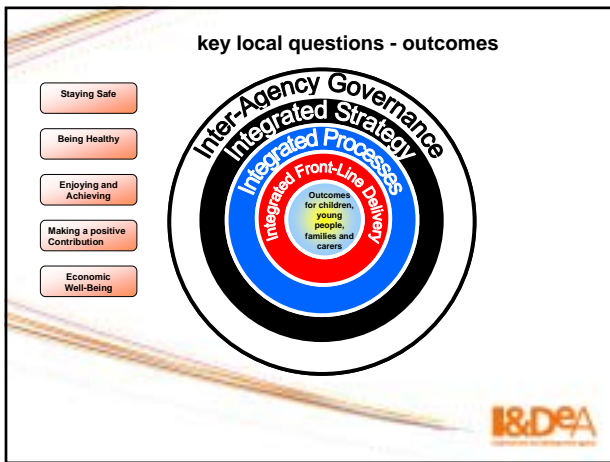 key local questions - outcomes
Staying Safe
Being Healthy
Enjoying and
Achieving
Making a positive
Contribution
Economic
Well-Being
Inter-Agency Governance
Integrated Strategy
Integrated Processes
Integrated Front-Line Delivery
Outcomes
for children,
young
people,
families and
carers
I&DeA